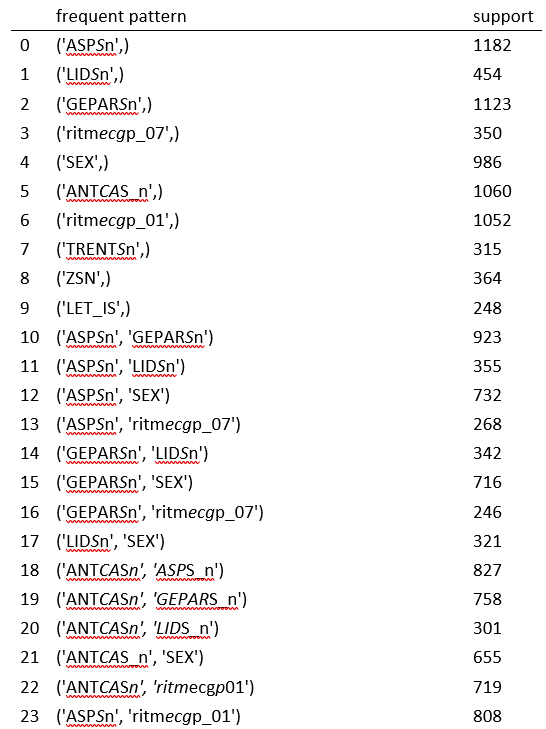 frequent pattern support
0 ('ASPSn',) 1182
1 ('LIDSn',) 454
2 ('GEPARSn',) 1123
3 ('ritmecgp_07',) 350
4 ('SEX',) 986
5 ('ANTCAS_n',) 1060
6 ('ritmecgp_01',) 1052
7 ('TRENTSn',) 315
8 ('ZSN',) 364
9 ('LET_IS',) 248
10 ('ASPSn', 'GEPARSn') 923
11 ('ASPSn', 'LIDSn') 355
12 ('ASPSn', 'SEX') 732
13 ('ASPSn', 'ritmecgp_07') 268
14 ('GEPARSn', 'LIDSn') 342
15 ('GEPARSn', 'SEX') 716
16 ('GEPARSn', 'ritmecgp_07') 246
17 ('LIDSn', 'SEX') 321
18 ('ANTCASn', 'ASPS_n') 827
19 ('ANTCASn', 'GEPARS_n') 758
20 ('ANTCASn', 'LIDS_n') 301
21 ('ANTCAS_n', 'SEX') 655
22 ('ANTCASn', 'ritmecgp01') 719
23 ('ASPSn', 'ritmecgp_01') 808